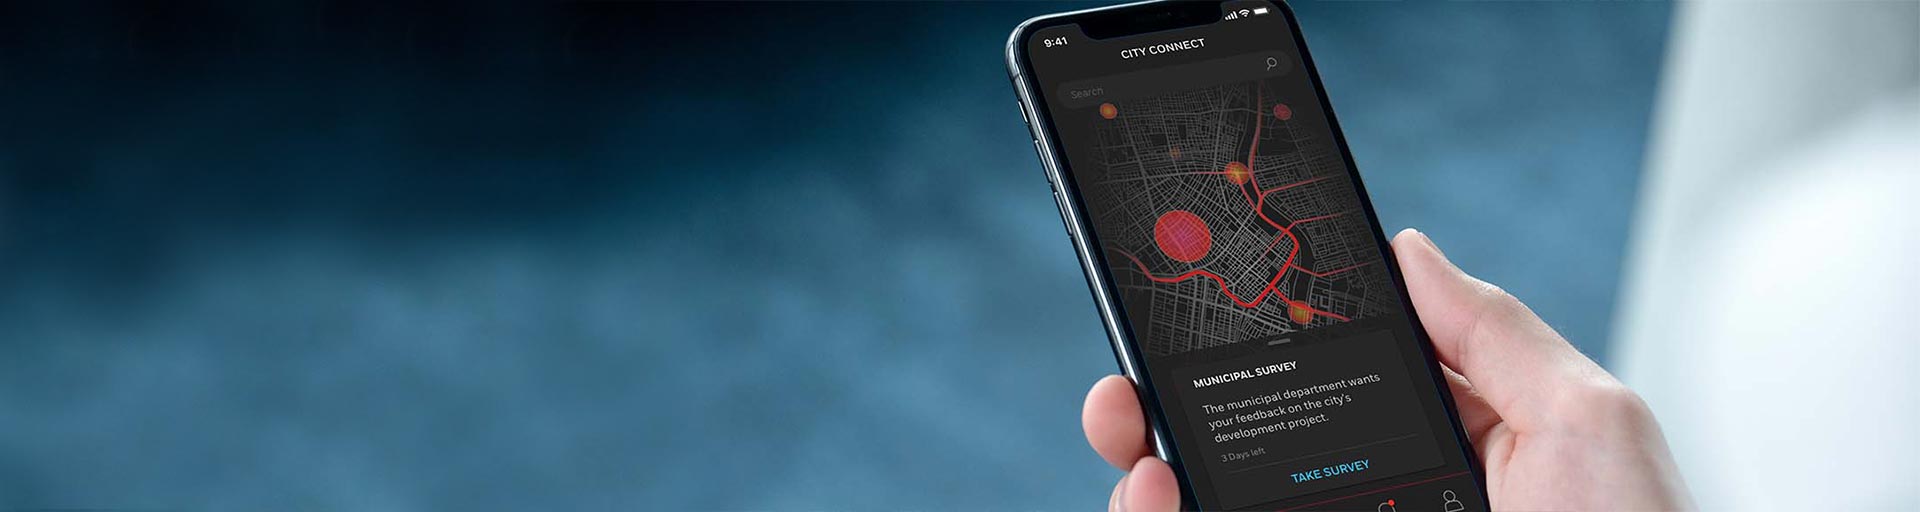 9:41
CITY CONNECT
Search
MUNICIPAL SURVEY
The municipal department wants
your feedback on the city's
development project.
3 Days left
TAKE SURVEY